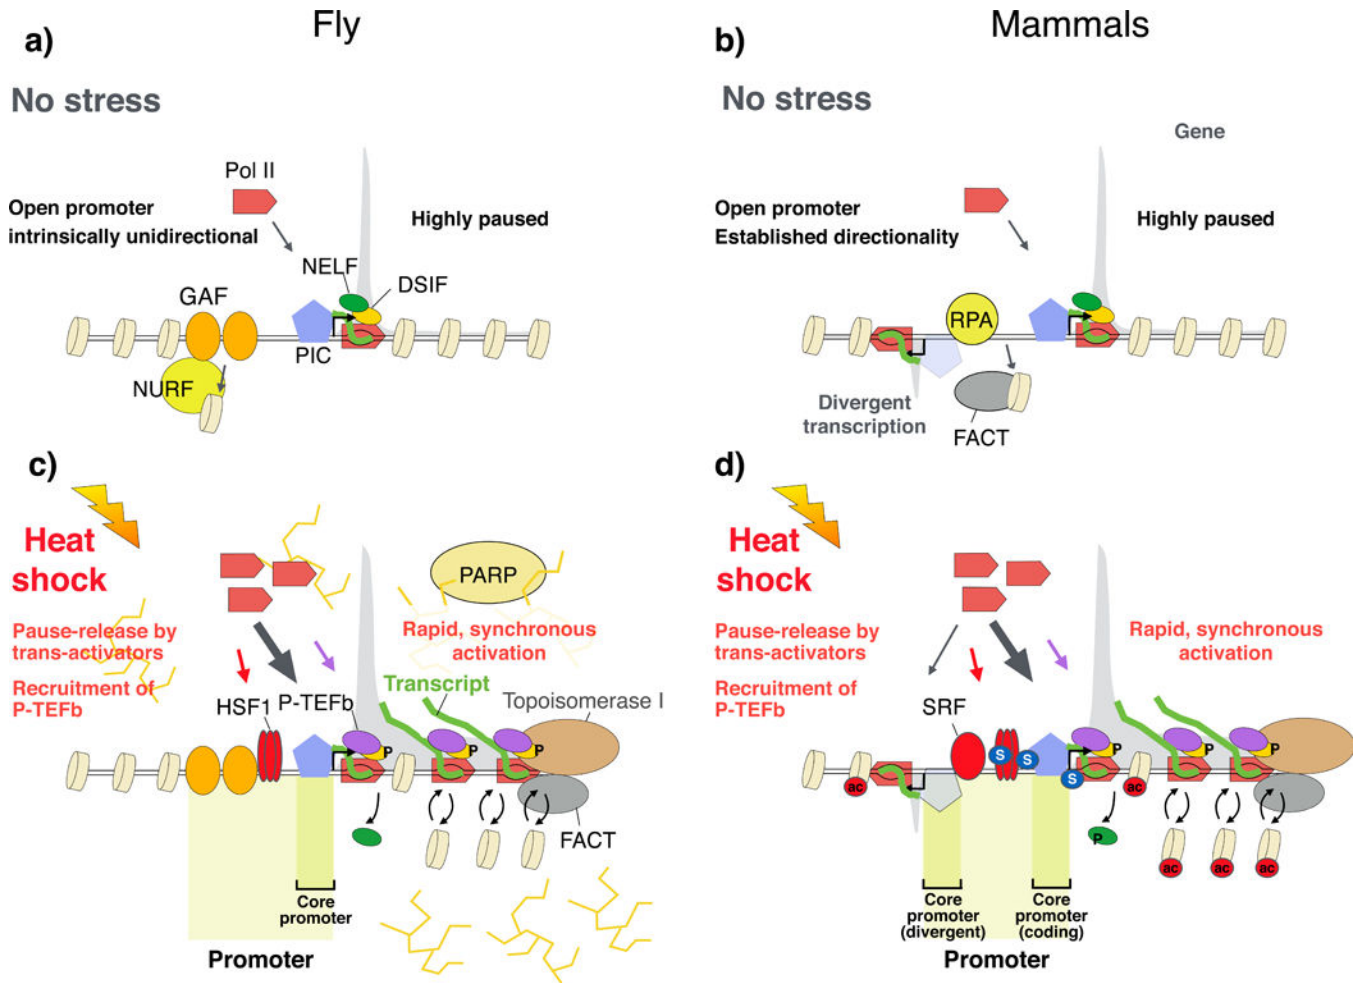 Fly
Mammals
a)
No stress
Pol II
Open promoter
intrinsically unidirectional
Highly paused
NELF
DSIF
GAF
PIC
NURF
b)
No stress
Gene
Open promoter
Established directionality
Highly paused
RPA
Divergent
transcription
FACT
c)
Heat
shock
PARP
Pause-release by
trans-activators
Rapid, synchronous
activation
Recruitment of
P-TEFb
HSF1
P-TEFb
Transcript
Topoisomerase I
P
P
P
FACT
Core
promoter
Promoter
d)
Heat
shock
Pause-release by
trans-activators
Rapid, synchronous
activation
Recruitment of
P-TEFb
SRF
S
S
S
P
P
P
ac
ac
P
ac
ac
ac
Core
promoter
(divergent)
Core
promoter
(coding)
Promoter